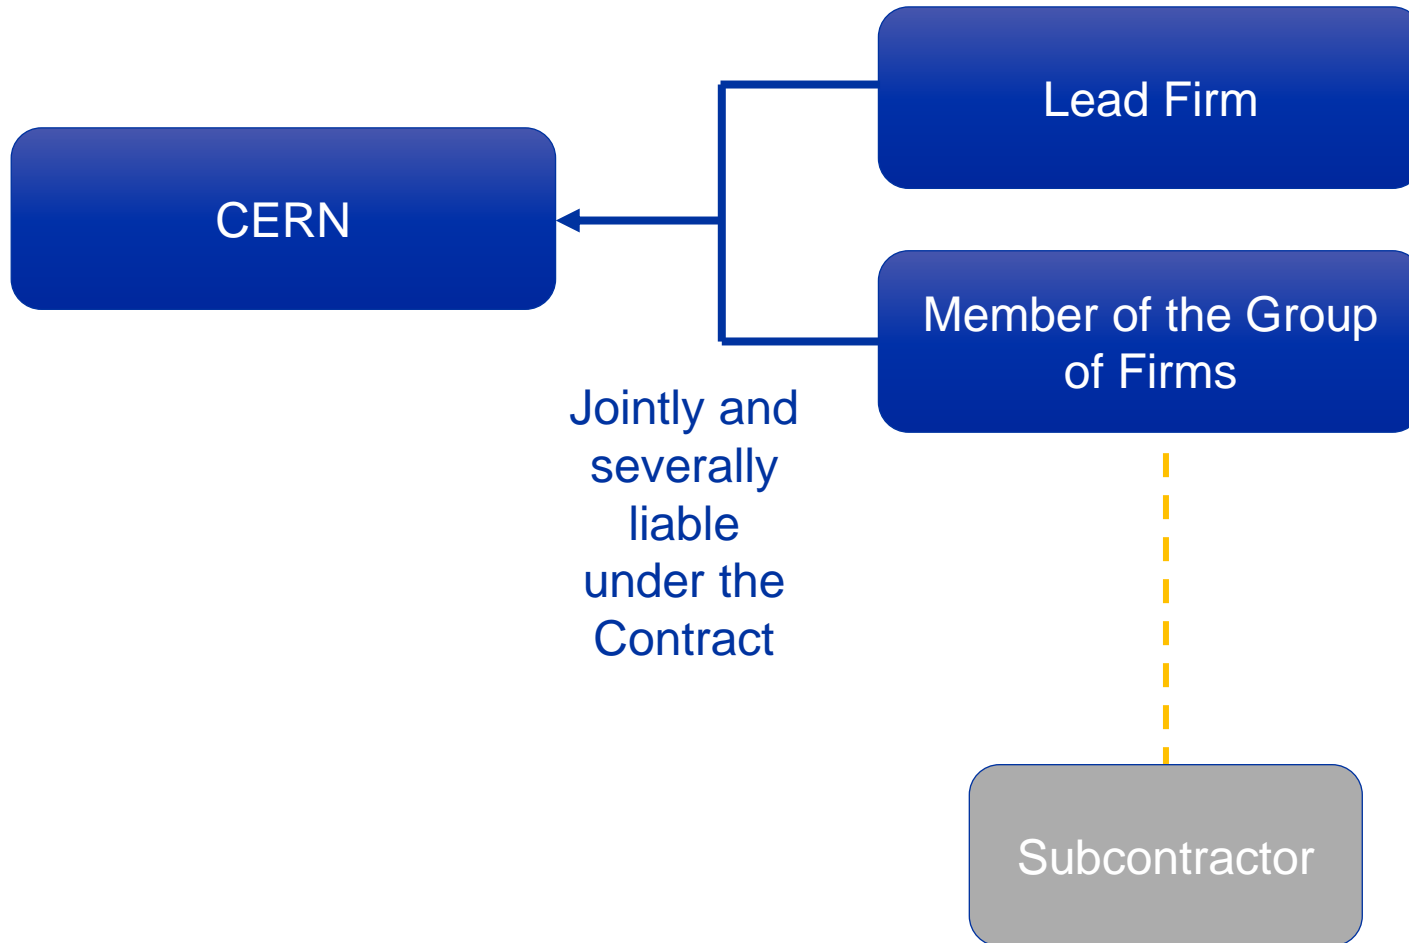 Lead Firm
CERN
Member of the Group
of Firms
Jointly and
severally
liable
under the
Contract
Subcontractor